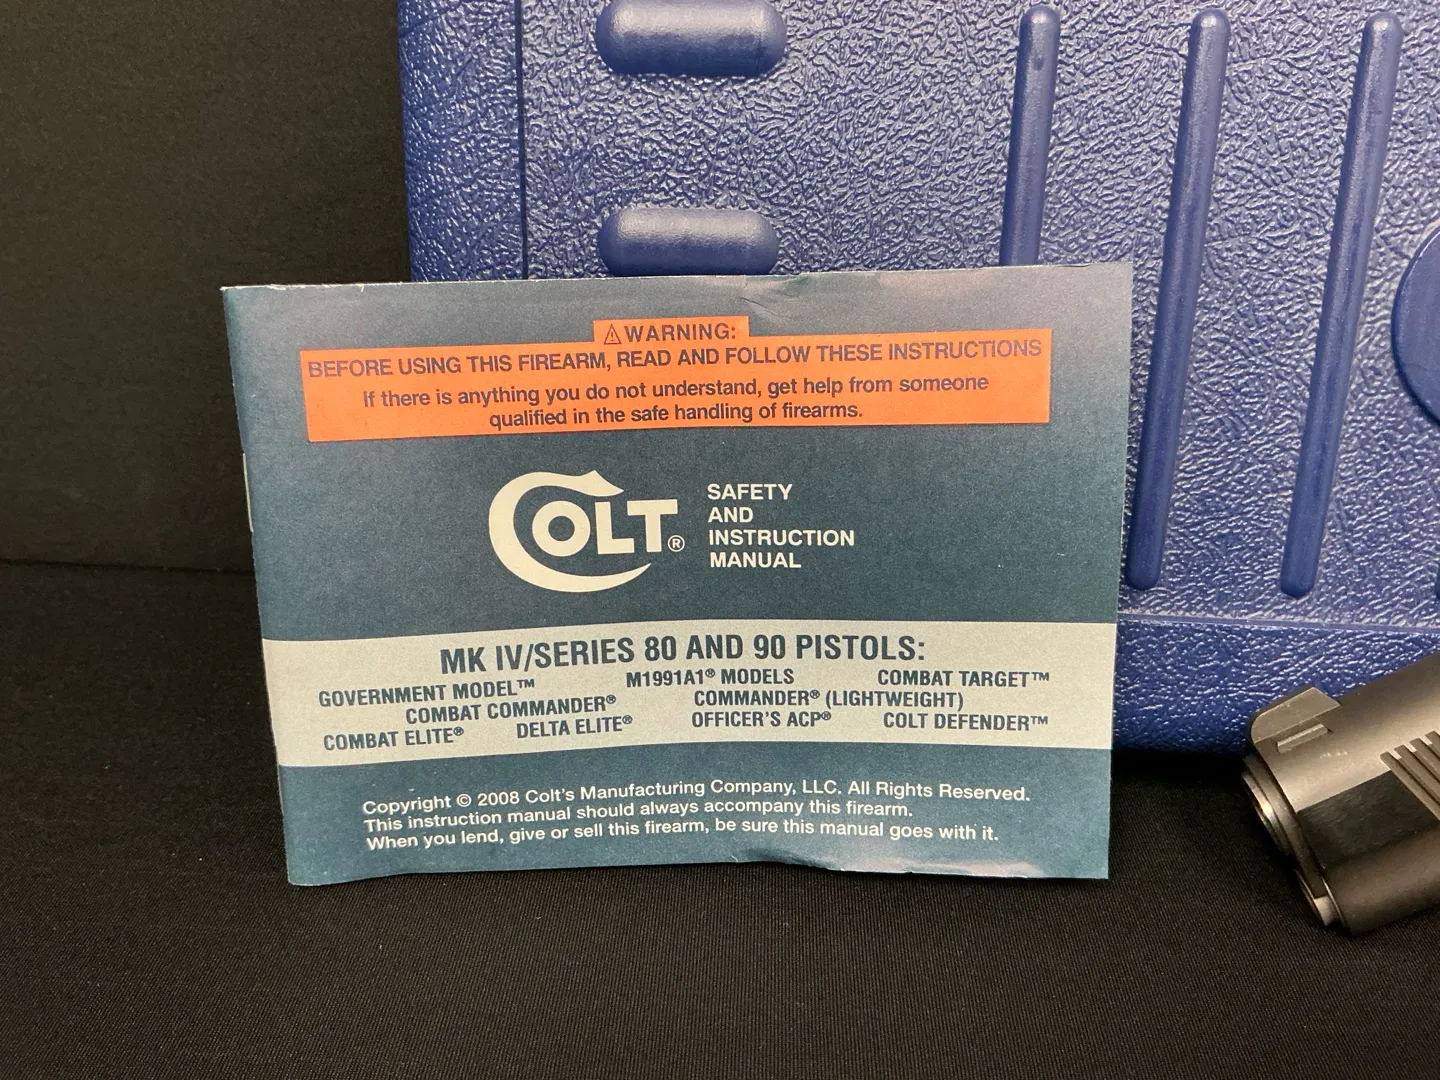 ⚠WARNING:
BEFORE USING THIS FIREARM, READ AND FOLLOW THESE INSTRUCTIONS
If there is anything you do not understand, get help from someone
qualified in the safe handling of firearms.
COLT®
SAFETY
AND
INSTRUCTION
MANUAL
MK IV/SERIES 80 AND 90 PISTOLS:
GOVERNMENT MODEL™ M1991A1® MODELS COMBAT TARGET™
COMBAT COMMANDER® COMMANDER® (LIGHTWEIGHT)
COMBAT ELITE® DELTA ELITE® OFFICER'S ACP® COLT DEFENDER™
Copyright © 2008 Colt's Manufacturing Company, LLC. All Rights Reserved.
This instruction manual should always accompany this firearm.
When you lend, give or sell this firearm, be sure this manual goes with it.